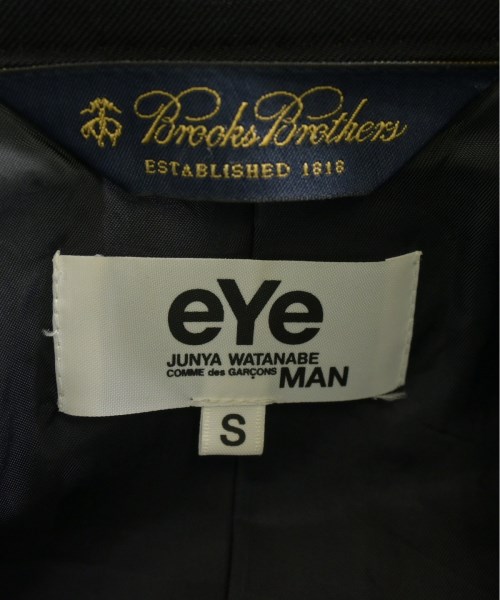 Brooks Brothers
ESTABLISHED 1818
eYe
JUNYA WATANABE
COMME des GARÇONS MAN
S